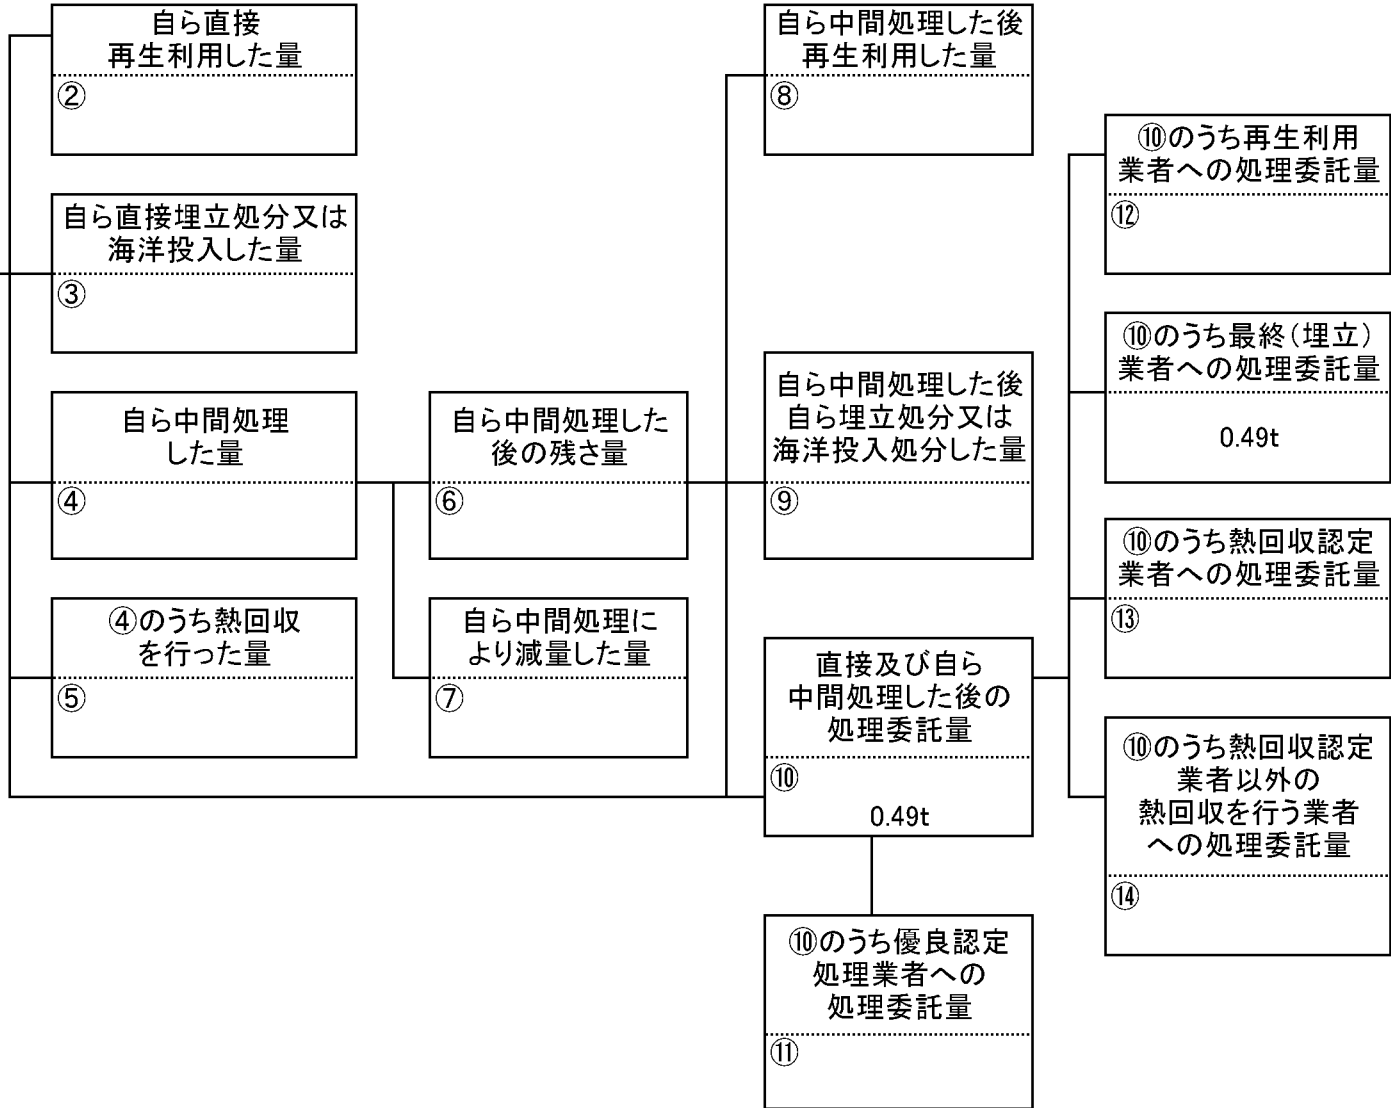 自ら直接
再生利用した量
②
自ら直接埋立処分又は
海洋投入した量
③
自ら中間処理
した量
④
④のうち熱回収
を行った量
⑤
自ら中間処理した
後の残さ量
⑥
自ら中間処理に
より減量した量
⑦
自ら中間処理した後
再生利用した量
⑧
自ら中間処理した後
自ら埋立処分又は
海洋投入処分した量
⑨
直接及び自ら
中間処理した後の
処理委託量
⑩
0.49t
⑩のうち優良認定
処理業者への
処理委託量
⑪
⑩のうち再生利用
業者への処理委託量
⑫
⑩のうち最終(埋立)
業者への処理委託量
0.49t
⑩のうち熱回収認定
業者への処理委託量
⑬
⑩のうち熱回収認定
業者以外の
熱回収を行う業者
への処理委託量
⑭